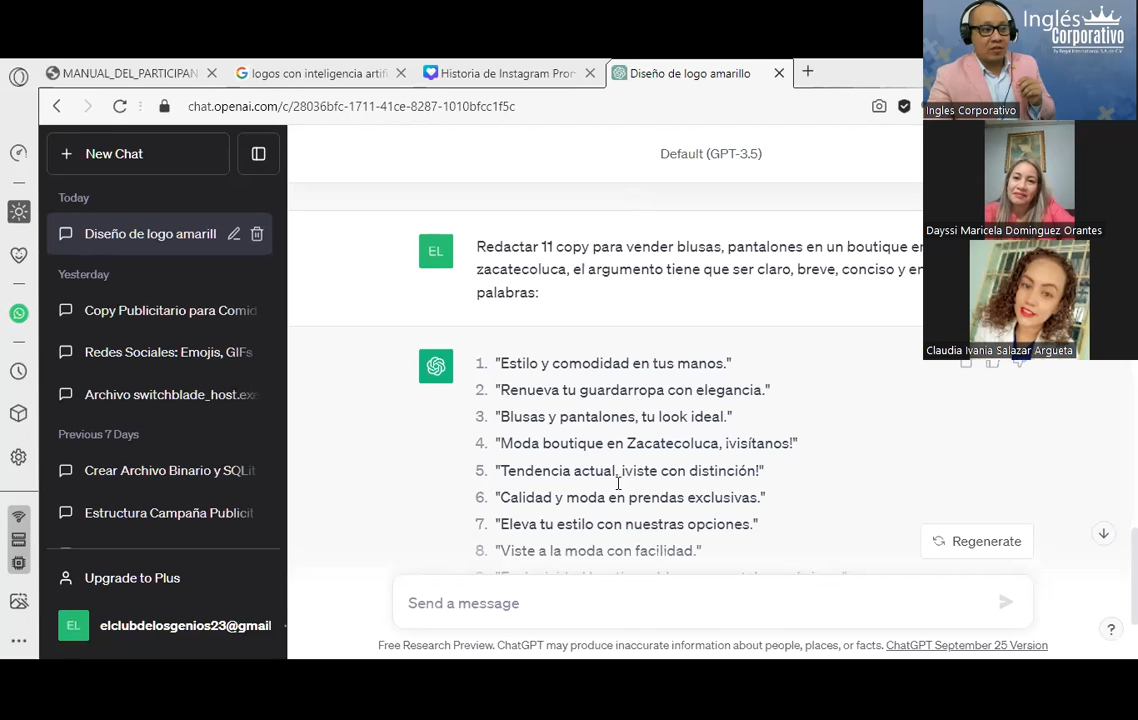 MANUAL_DEL_PARTICIPAN
logos con inteligencia artifi
Historia de Instagram Pron
Diseño de logo amarillo
chat.openai.com/c/28036bfc-1711-41ce-8287-1010bfcc1f5c
New Chat
Today
Diseño de logo amarill
Yesterday
Copy Publicitario para Comid
Redes Sociales: Emojis, GIFs
Archivo switchblade_host.exe
Previous 7 Days
Crear Archivo Binario y SQLit
Estructura Campaña Publicit
Upgrade to Plus
EL
elclubdelosgenios23@gmail
Default (GPT-3.5)
EL
Redactar 11 copy para vender blusas, pantalones en un boutique en
zacatecoluca, el argumento tiene que ser claro, breve, conciso y en
palabras:
1. "Estilo y comodidad en tus manos."
2. "Renueva tu guardarropa con elegancia."
3. "Blusas y pantalones, tu look ideal."
4. "Moda boutique en Zacatecoluca, ¡visítanos!"
5. "Tendencia actual, ¡viste con distinción!"
6. "Calidad y moda en prendas exclusivas."
7. "Eleva tu estilo con nuestras opciones."
8. "Viste a la moda con facilidad."
Regenerate
Send a message
Free Research Preview. ChatGPT may produce inaccurate information about people, places, or facts. ChatGPT September 25 Version
?
Inglés
Corporativo
Ingles Corporativo
Dayssi Maricela Dominguez Orantes
Claudia Ivania Salazar Argueta